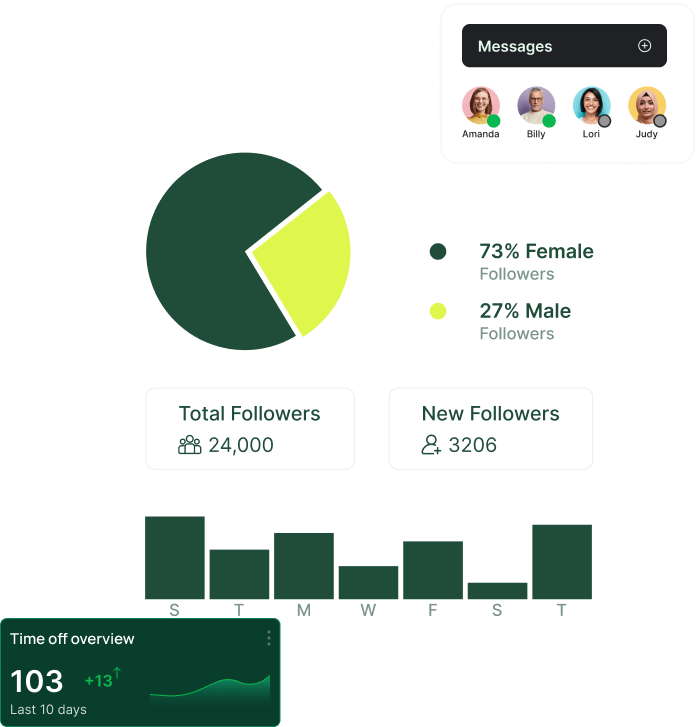 Messages
Amanda Billy Lori Judy
73% Female
Followers
27% Male
Followers
Total Followers New Followers
24,000 3206
S T M W F S T
Time off overview
103 +13↑
Last 10 days